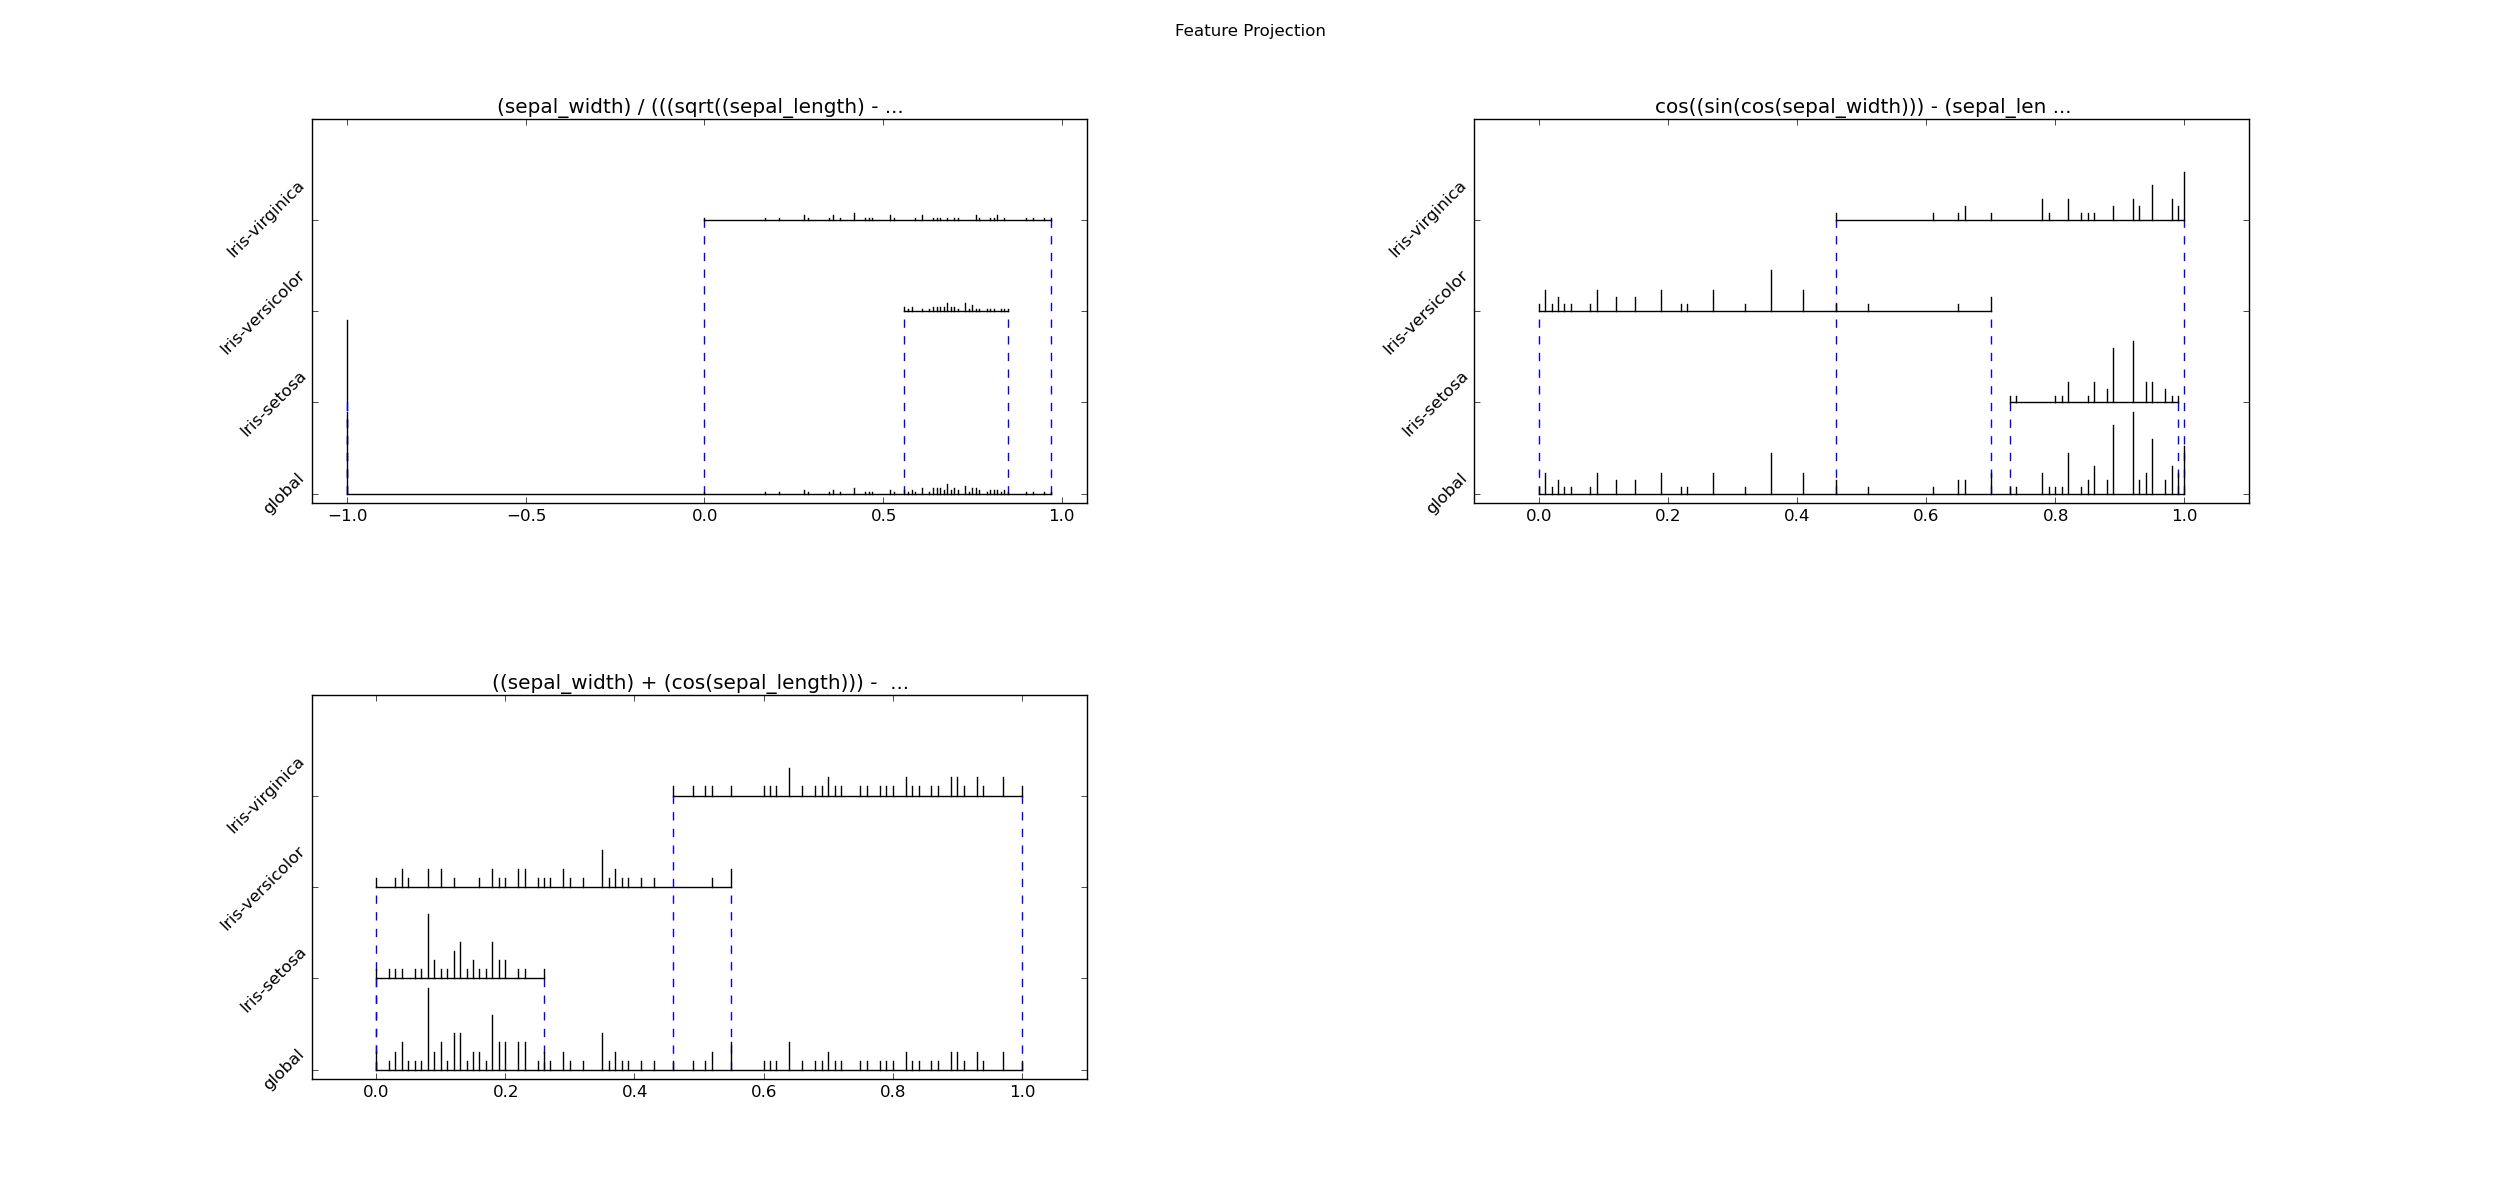 Feature Projection
(sepal_width) / (((sqrt((sepal_length) - ...
Iris-virginica
Iris-versicolor
Iris-setosa
global
−1.0 −0.5 0.0 0.5 1.0
cos((sin(cos(sepal_width))) - (sepal_len ...
Iris-virginica
Iris-versicolor
Iris-setosa
global
0.0 0.2 0.4 0.6 0.8 1.0
((sepal_width) + (cos(sepal_length))) -  ...
Iris-virginica
Iris-versicolor
Iris-setosa
global
0.0 0.2 0.4 0.6 0.8 1.0